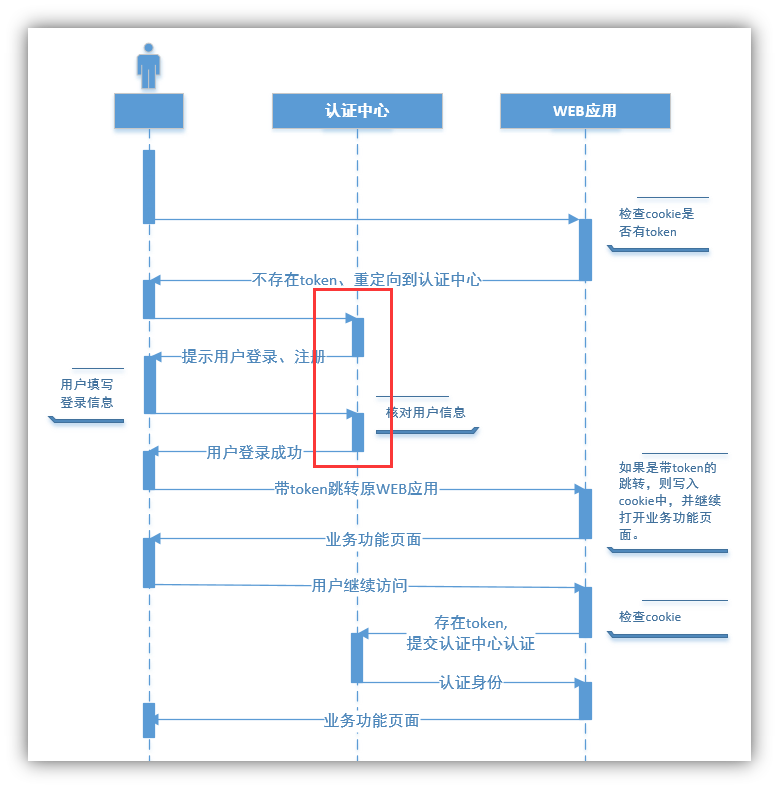 认证中心
WEB应用
检查cookie是
否有token
不存在token、重定向到认证中心
提示用户登录、注册
用户填写
登录信息
核对用户信息
用户登录成功
如果是带token的
跳转，则写入
cookie中，并继续
打开业务功能页
面。
带token跳转原WEB应用
业务功能页面
用户继续访问
检查cookie
存在token,
提交认证中心认证
认证身份
业务功能页面